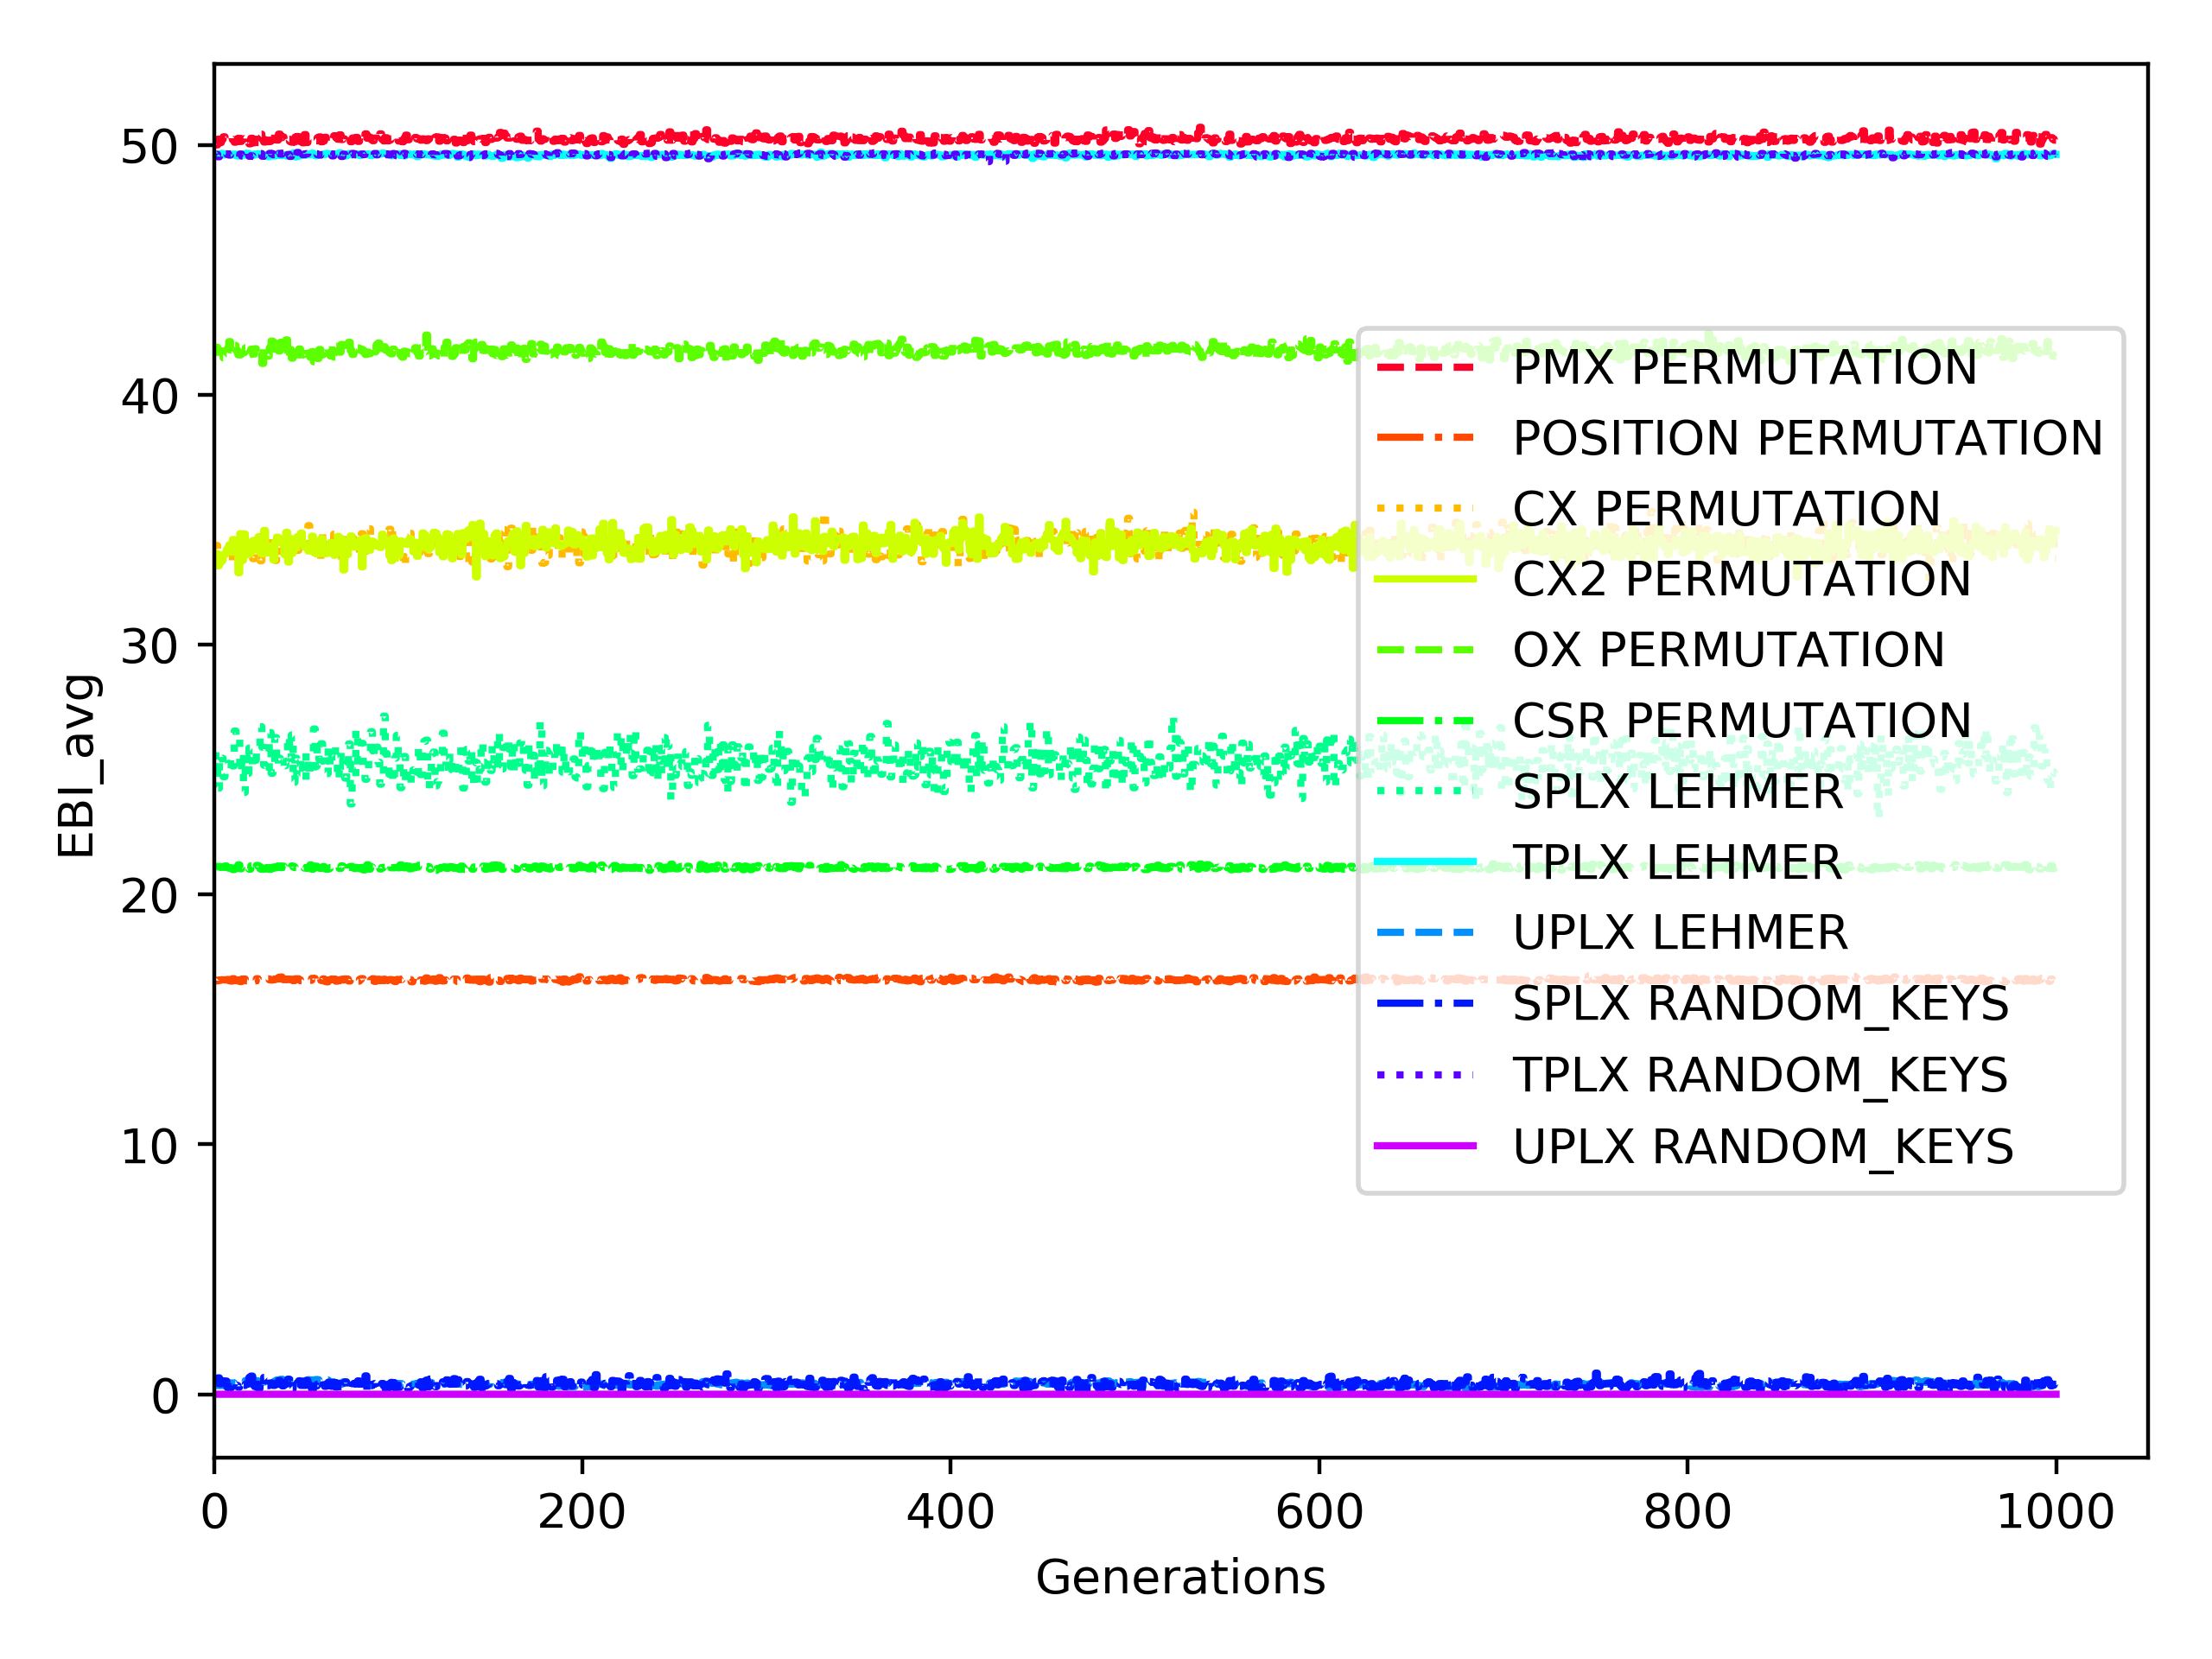 50
40
30
20
10
0
EBI_avg
0 200 400 600 800 1000
Generations
PMX PERMUTATION
POSITION PERMUTATION
CX PERMUTATION
CX2 PERMUTATION
OX PERMUTATION
CSR PERMUTATION
SPLX LEHMER
TPLX LEHMER
UPLX LEHMER
SPLX RANDOM_KEYS
TPLX RANDOM_KEYS
UPLX RANDOM_KEYS